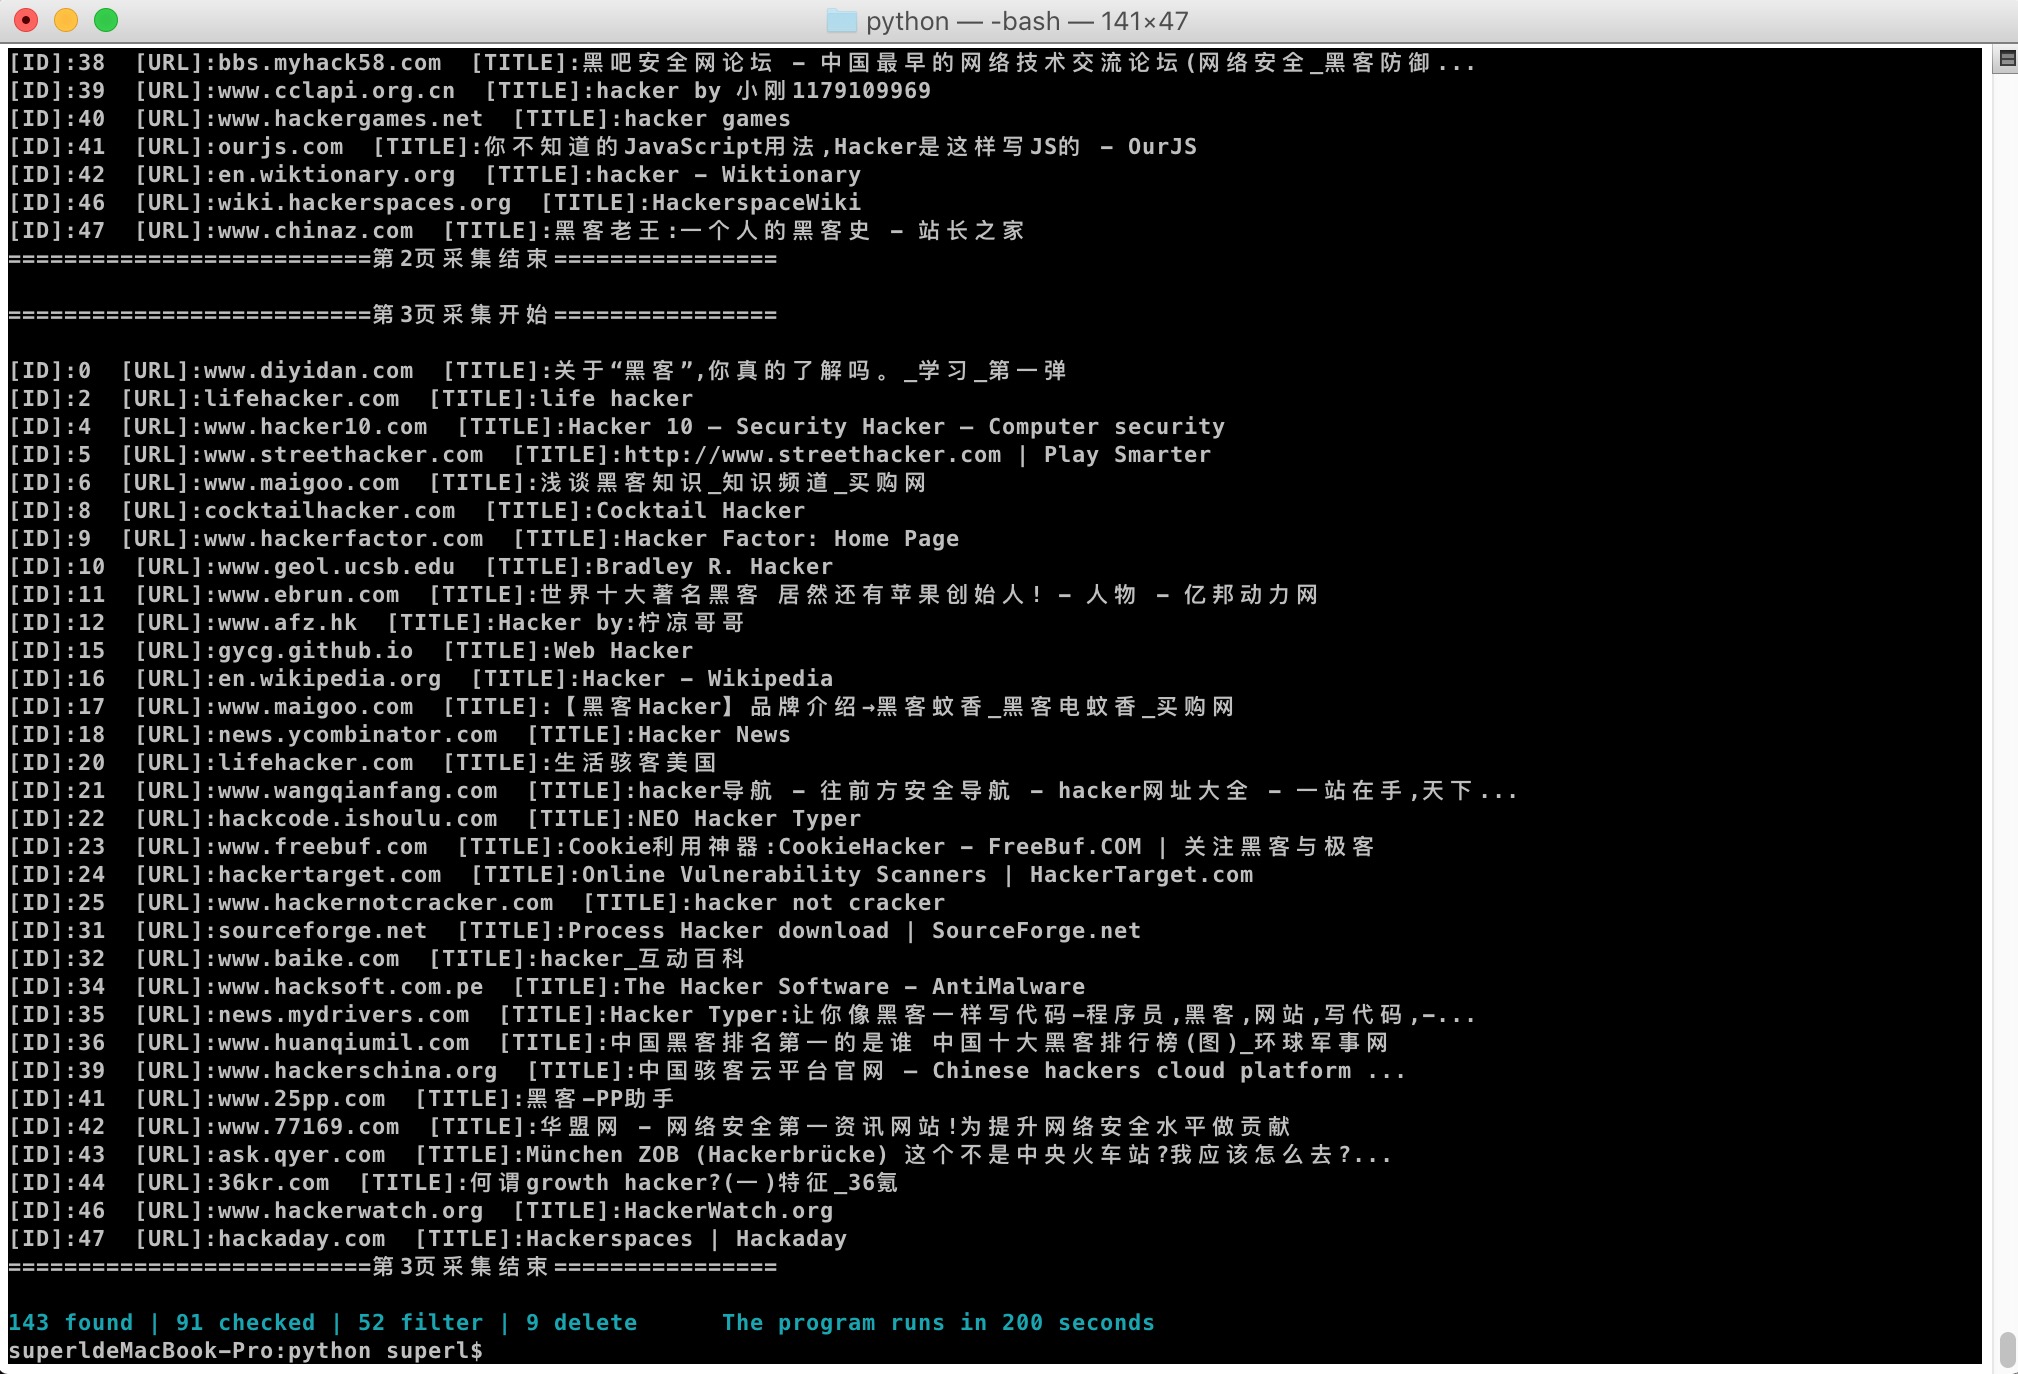 python — -bash — 141×47
[ID]:38  [URL]:bbs.myhack58.com  [TITLE]:黑吧安全网论坛 - 中国最早的网络技术交流论坛(网络安全_黑客防御...
[ID]:39  [URL]:www.cclapi.org.cn  [TITLE]:hacker by 小刚1179109969
[ID]:40  [URL]:www.hackergames.net  [TITLE]:hacker games
[ID]:41  [URL]:ourjs.com  [TITLE]:你不知道的JavaScript用法,Hacker是这样写JS的 - OurJS
[ID]:42  [URL]:en.wiktionary.org  [TITLE]:hacker - Wiktionary
[ID]:46  [URL]:wiki.hackerspaces.org  [TITLE]:HackerspaceWiki
[ID]:47  [URL]:www.chinaz.com  [TITLE]:黑客老王:一个人的黑客史 - 站长之家
==========================第2页采集结束================
==========================第3页采集开始================
[ID]:0  [URL]:www.diyidan.com  [TITLE]:关于“黑客”,你真的了解吗。_学习_第一弹
[ID]:2  [URL]:lifehacker.com  [TITLE]:life hacker
[ID]:4  [URL]:www.hacker10.com  [TITLE]:Hacker 10 – Security Hacker – Computer security
[ID]:5  [URL]:www.streethacker.com  [TITLE]:http://www.streethacker.com | Play Smarter
[ID]:6  [URL]:www.maigoo.com  [TITLE]:浅谈黑客知识_知识频道_买购网
[ID]:8  [URL]:cocktailhacker.com  [TITLE]:Cocktail Hacker
[ID]:9  [URL]:www.hackerfactor.com  [TITLE]:Hacker Factor: Home Page
[ID]:10  [URL]:www.geol.ucsb.edu  [TITLE]:Bradley R. Hacker
[ID]:11  [URL]:www.ebrun.com  [TITLE]:世界十大著名黑客 居然还有苹果创始人! - 人物 - 亿邦动力网
[ID]:12  [URL]:www.afz.hk  [TITLE]:Hacker by:柠凉哥哥
[ID]:15  [URL]:gycg.github.io  [TITLE]:Web Hacker
[ID]:16  [URL]:en.wikipedia.org  [TITLE]:Hacker - Wikipedia
[ID]:17  [URL]:www.maigoo.com  [TITLE]:【黑客Hacker】品牌介绍→黑客蚊香_黑客电蚊香_买购网
[ID]:18  [URL]:news.ycombinator.com  [TITLE]:Hacker News
[ID]:20  [URL]:lifehacker.com  [TITLE]:生活骇客美国
[ID]:21  [URL]:www.wangqianfang.com  [TITLE]:hacker导航 - 往前方安全导航 - hacker网址大全 - 一站在手,天下...
[ID]:22  [URL]:hackcode.ishoulu.com  [TITLE]:NEO Hacker Typer
[ID]:23  [URL]:www.freebuf.com  [TITLE]:Cookie利用神器:CookieHacker - FreeBuf.COM | 关注黑客与极客
[ID]:24  [URL]:hackertarget.com  [TITLE]:Online Vulnerability Scanners | HackerTarget.com
[ID]:25  [URL]:www.hackernotcracker.com  [TITLE]:hacker not cracker
[ID]:31  [URL]:sourceforge.net  [TITLE]:Process Hacker download | SourceForge.net
[ID]:32  [URL]:www.baike.com  [TITLE]:hacker_互动百科
[ID]:34  [URL]:www.hacksoft.com.pe  [TITLE]:The Hacker Software - AntiMalware
[ID]:35  [URL]:news.mydrivers.com  [TITLE]:Hacker Typer:让你像黑客一样写代码-程序员,黑客,网站,写代码,-...
[ID]:36  [URL]:www.huanqiumil.com  [TITLE]:中国黑客排名第一的是谁 中国十大黑客排行榜(图)_环球军事网
[ID]:39  [URL]:www.hackerschina.org  [TITLE]:中国骇客云平台官网 – Chinese hackers cloud platform ...
[ID]:41  [URL]:www.25pp.com  [TITLE]:黑客-PP助手
[ID]:42  [URL]:www.77169.com  [TITLE]:华盟网 - 网络安全第一资讯网站!为提升网络安全水平做贡献
[ID]:43  [URL]:ask.qyer.com  [TITLE]:München ZOB (Hackerbrücke) 这个不是中央火车站?我应该怎么去?...
[ID]:44  [URL]:36kr.com  [TITLE]:何谓growth hacker?(一)特征_36氪
[ID]:46  [URL]:www.hackerwatch.org  [TITLE]:HackerWatch.org
[ID]:47  [URL]:hackaday.com  [TITLE]:Hackerspaces | Hackaday
==========================第3页采集结束================
143 found | 91 checked | 52 filter | 9 delete      The program runs in 200 seconds
superldeMacBook-Pro:python superl$